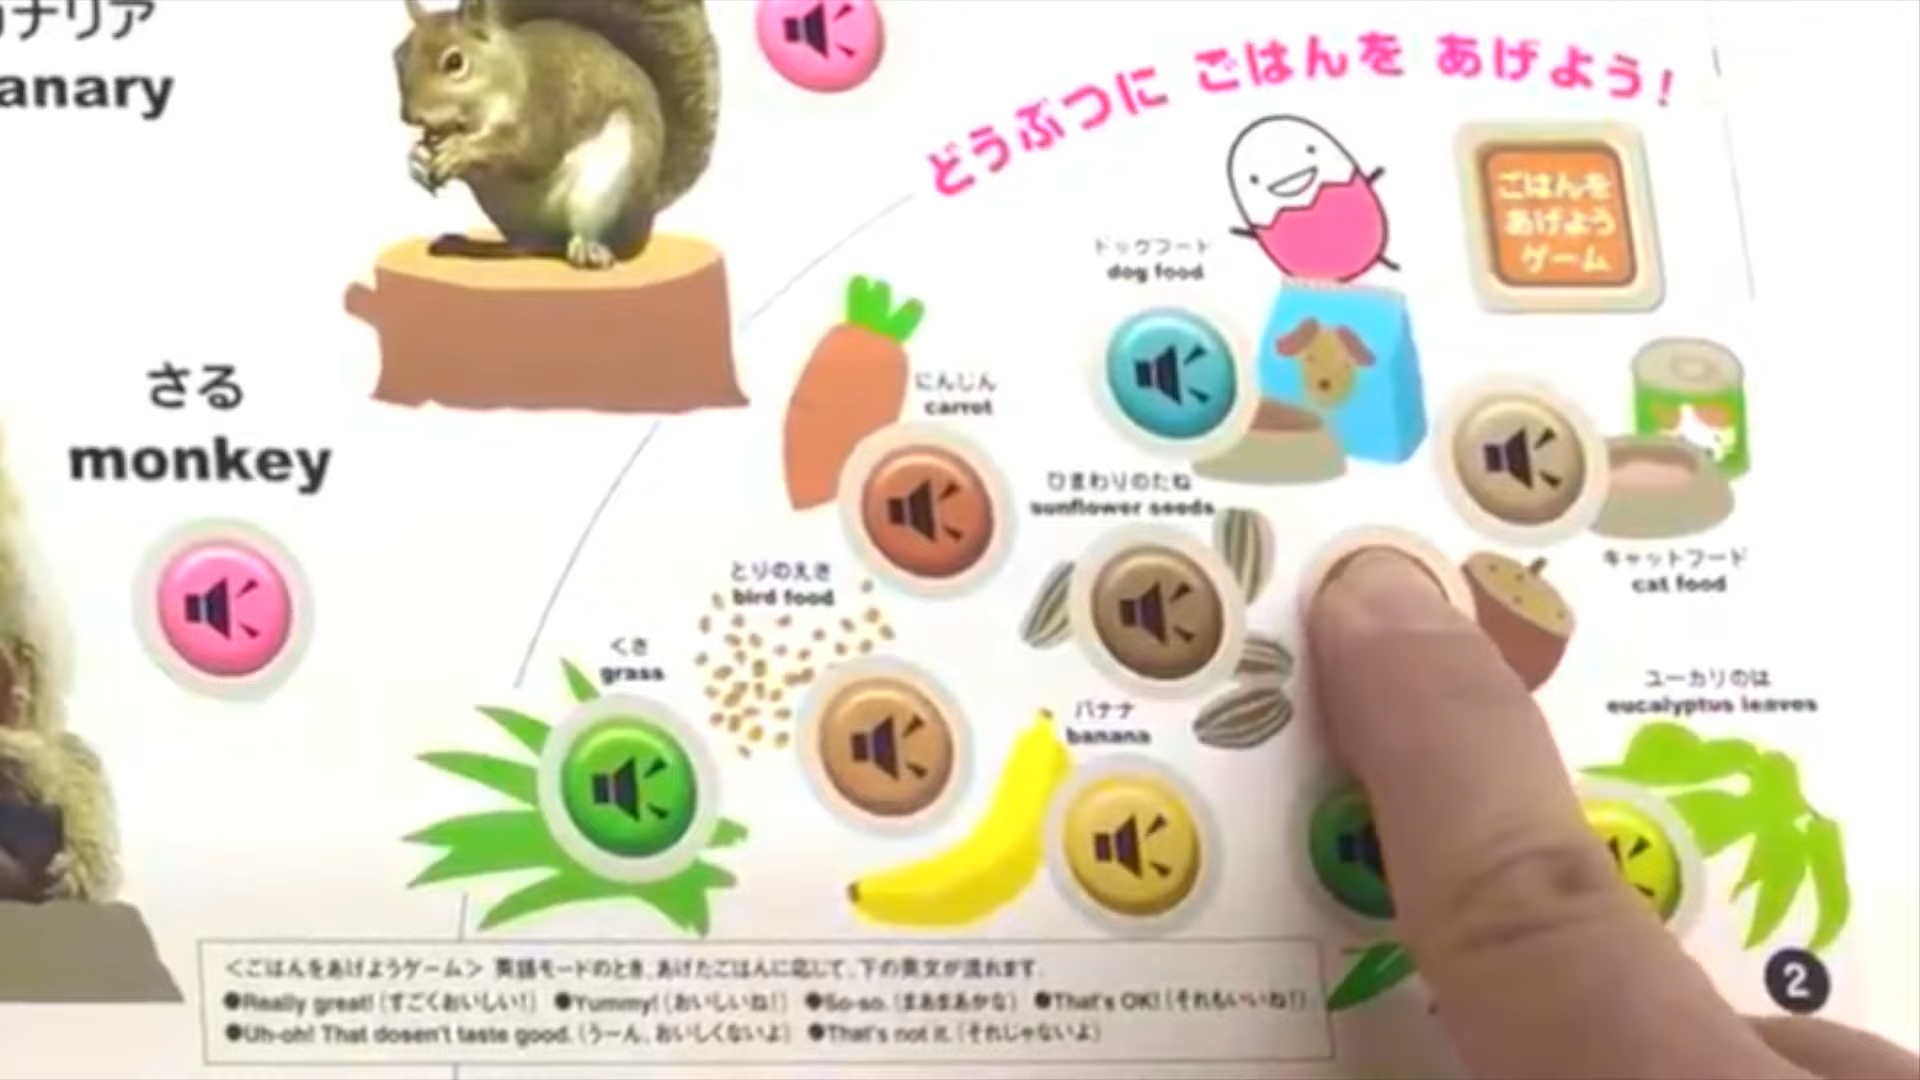 ナリア
anary
さる
monkey
どうぶつに ごはんを あげよう!
ごはんを
あげよう
ゲーム
ドッグフード
dog food
にんじん
carrot
ひまわりのたね
sunflower seeds
キャットフード
cat food
とりのえさ
bird food
くさ
grass
バナナ
banana
ユーカリのは
eucalyptus leaves
<ごはんをあげようゲーム> 英語モードのとき、あげたごはんに応じて、下の英文が流れます。
●Really great!(すごくおいしい!) ●Yummy!(おいしいね!) ●So-so.(まあまあかな) ●That's OK!(それもいいね!)
●Uh-oh! That dosen't taste good.(うーん、おいしくないよ) ●That's not it.(それじゃないよ)
2